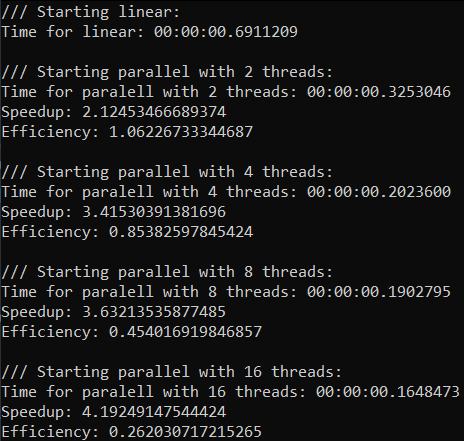 /// Starting linear:
Time for linear: 00:00:00.6911209
/// Starting parallel with 2 threads:
Time for paralell with 2 threads: 00:00:00.3253046
Speedup: 2.12453466689374
Efficiency: 1.06226733344687
/// Starting parallel with 4 threads:
Time for paralell with 4 threads: 00:00:00.2023600
Speedup: 3.41530391381696
Efficiency: 0.85382597845424
/// Starting parallel with 8 threads:
Time for paralell with 8 threads: 00:00:00.1902795
Speedup: 3.63213535877485
Efficiency: 0.454016919846857
/// Starting parallel with 16 threads:
Time for paralell with 16 threads: 00:00:00.1648473
Speedup: 4.19249147544424
Efficiency: 0.262030717215265